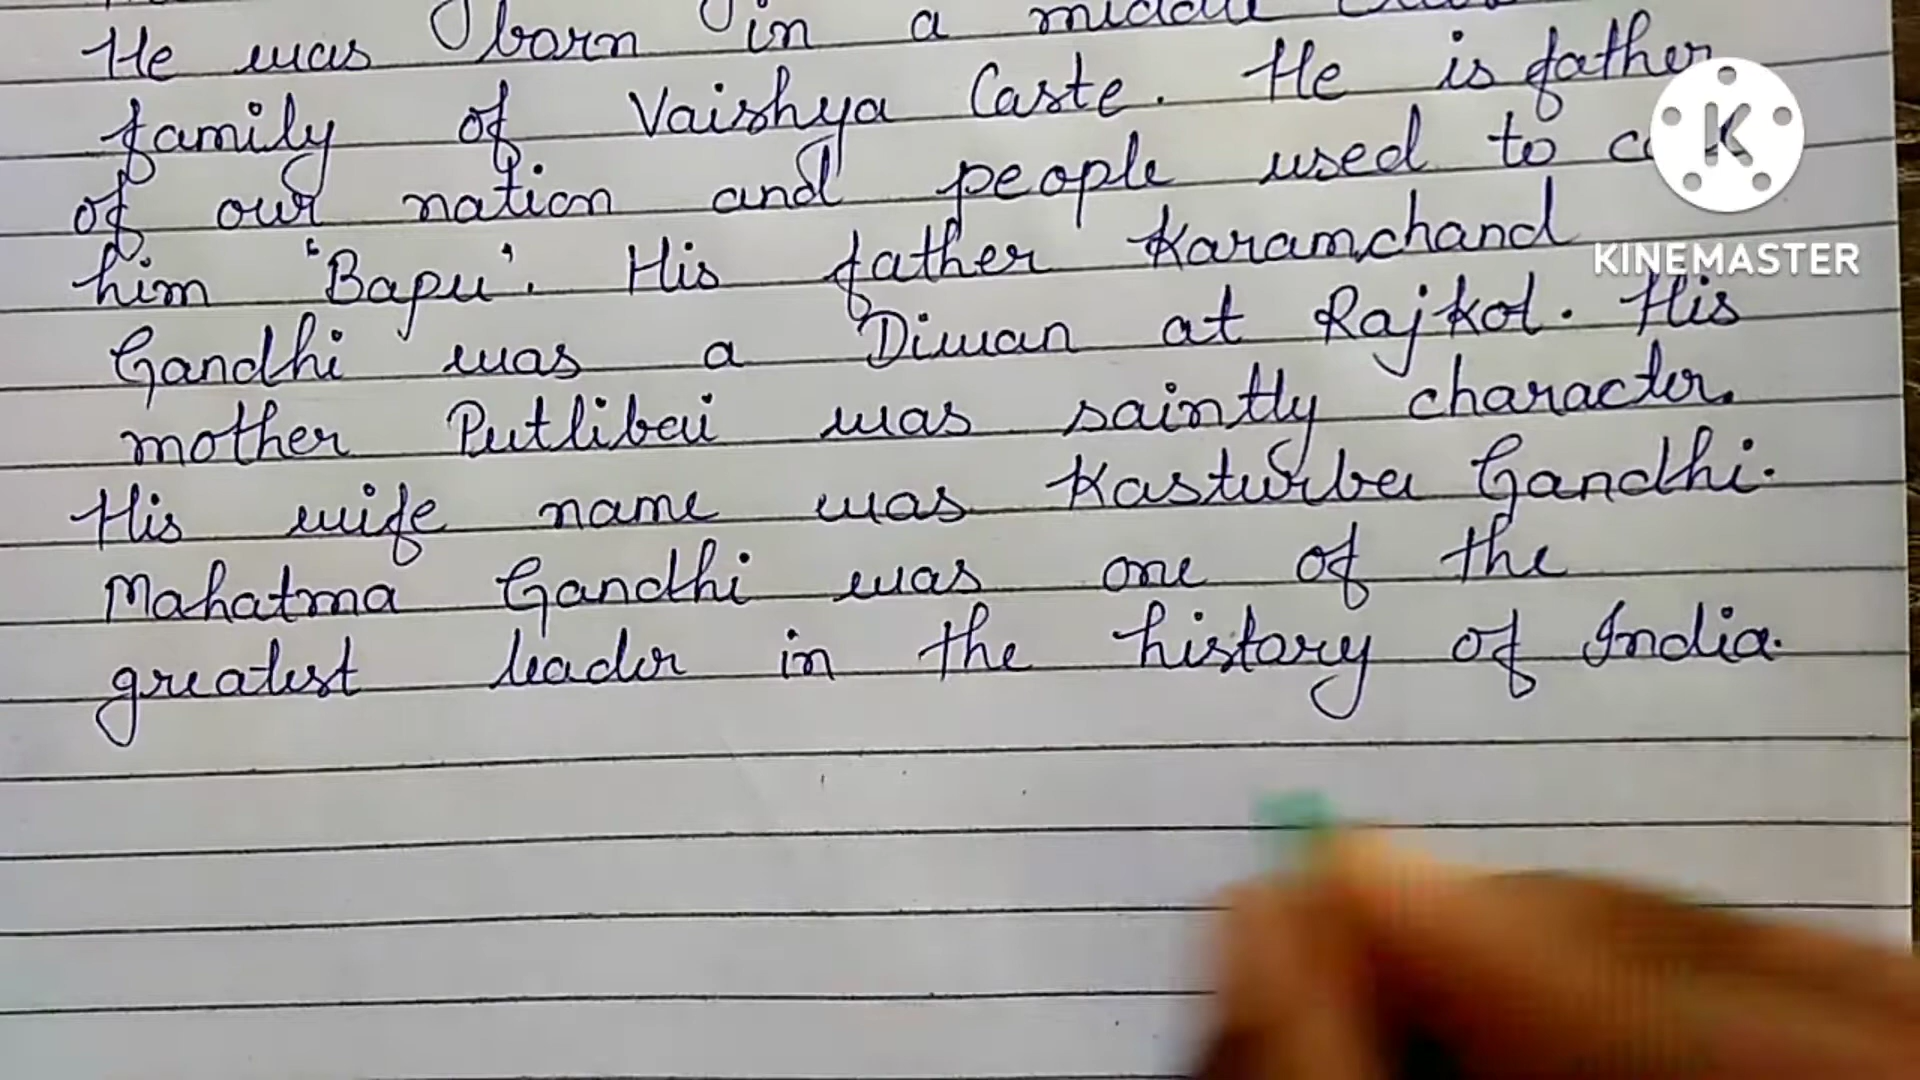 He was born in a middle
family of Vaishya Caste. He is father
of our nation and people used to
him 'Bapu'. His father Karamchand
KINEMASTER
Gandhi was a Diwan at Rajkot. His
mother Putlibai was saintly character.
His wife name was Kasturba Gandhi.
Mahatma Gandhi was one of the
greatest leader in the history of India.